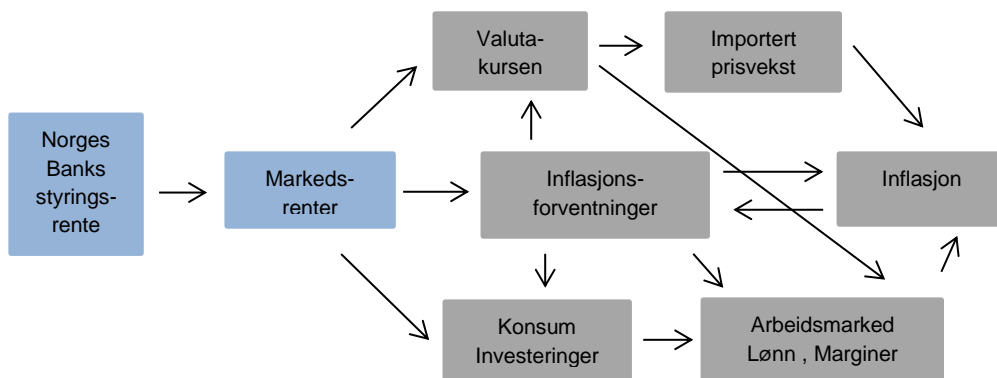 Valuta-
kursen
Importert
prisvekst
Norges
Banks
styrings-
rente
Markeds-
renter
Inflasjons-
forventninger
Inflasjon
Konsum
Investeringer
Arbeidsmarked
Lønn , Marginer